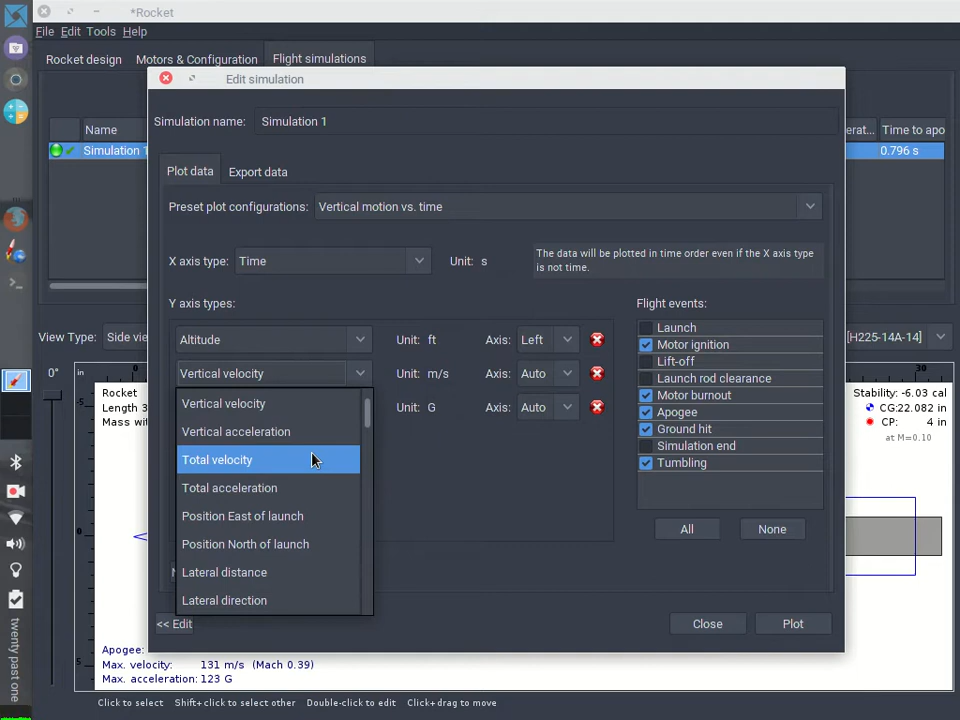 *Rocket
File Edit Tools Help
Rocket design Motors & Configuration Flight simulations
Edit simulation
Simulation name: Simulation 1
Name
Time to apo
Simulation 1
0.796 s
Plot data Export data
Preset plot configurations: Vertical motion vs. time
X axis type: Time Unit: s
The data will be plotted in time order even if the X axis type
is not time.
Y axis types:
Flight events:
Altitude Unit: ft Axis: Left
Vertical velocity Unit: m/s Axis: Auto
Unit: G Axis: Auto
Vertical velocity
Vertical acceleration
Total velocity
Total acceleration
Position East of launch
Position North of launch
Lateral distance
Lateral direction
Launch
Motor ignition
Lift-off
Launch rod clearance
Motor burnout
Apogee
Ground hit
Simulation end
Tumbling
All None
<< Edit Close Plot
View Type: Side vie
[H225-14A-14]
0°
in 0 30
Rocket
Length 3
Mass wit
Stability: -6.03 cal
CG:22.082 in
CP: 4 in
at M=0.10
-5
0
5
Apogee:
Max. velocity: 131 m/s (Mach 0.39)
Max. acceleration: 123 G
Click to select Shift+click to select other Double-click to edit Click+drag to move
twenty past one